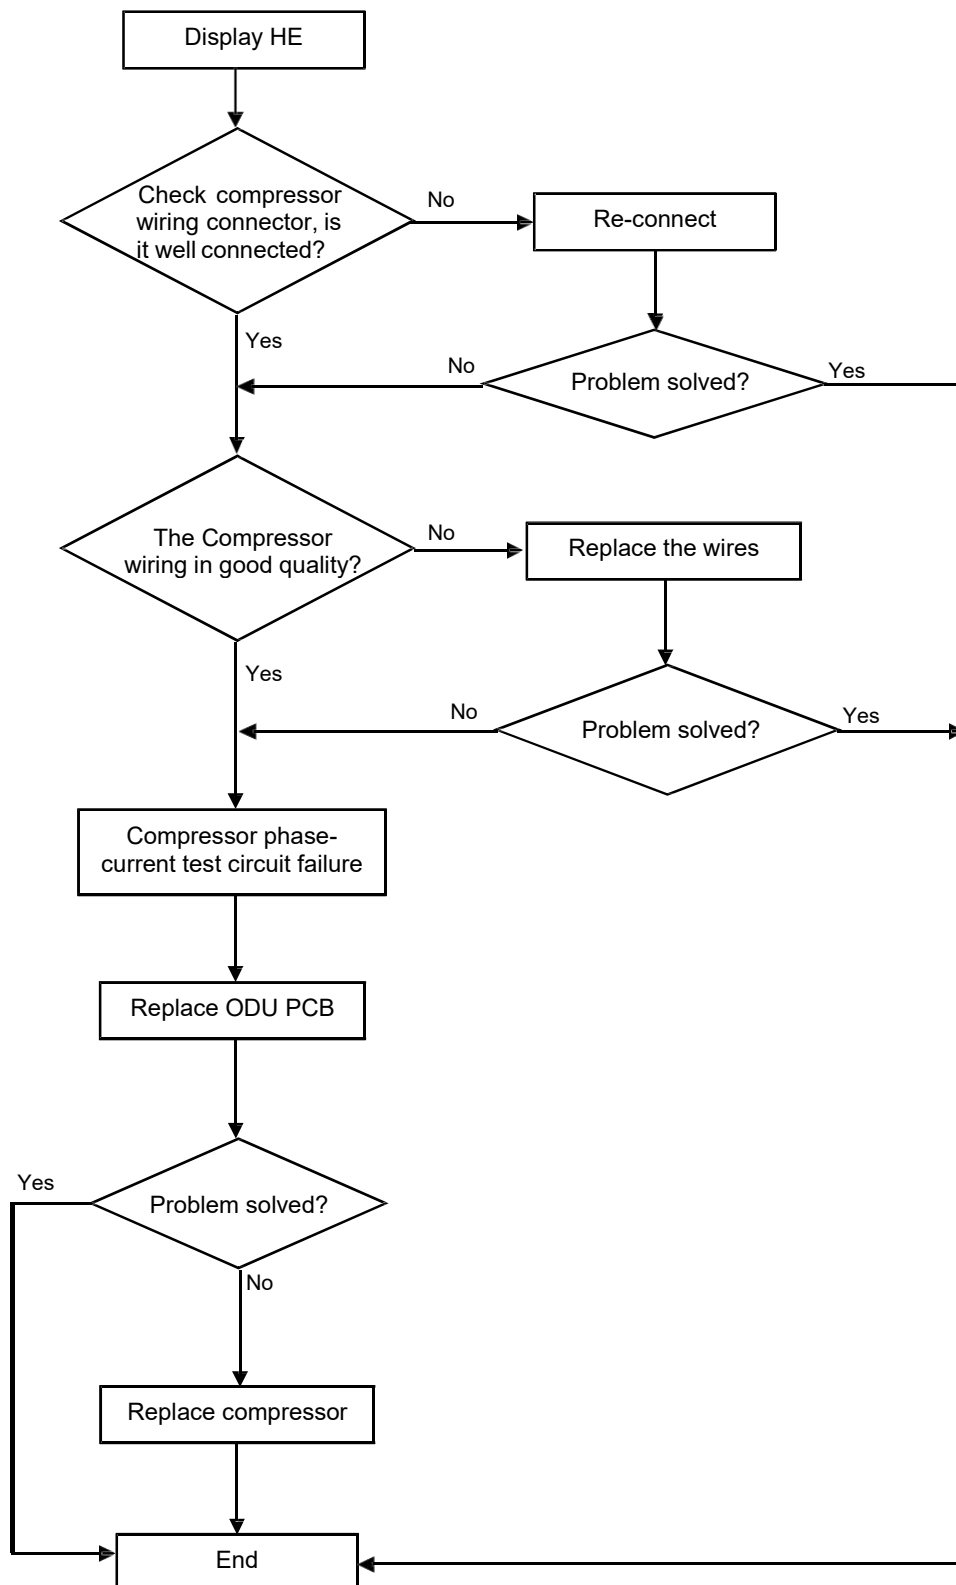 Display HE
Check compressor
wiring connector, is
it well connected?
No
Re-connect
Yes
No
Problem solved?
Yes
The Compressor
wiring in good quality?
No
Replace the wires
Yes
No
Problem solved?
Yes
Compressor phase-
current test circuit failure
Replace ODU PCB
Yes
Problem solved?
No
Replace compressor
End